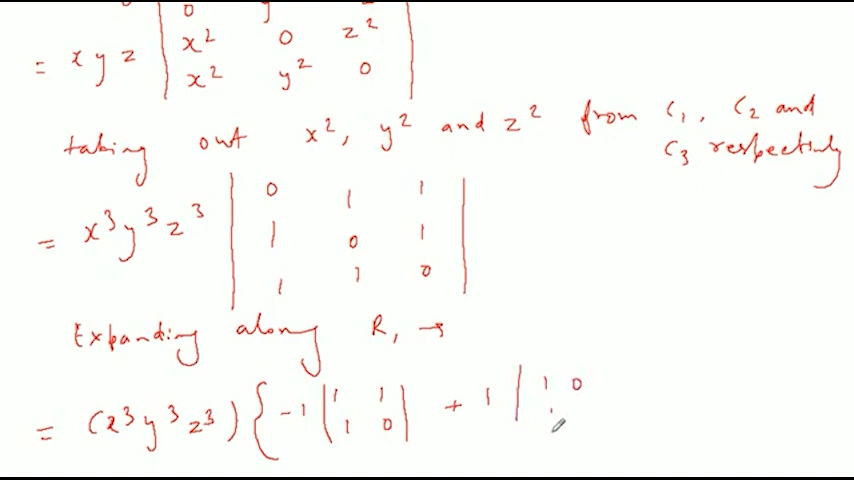 0 y
= x y z | x² 0 z² |
| x² y² 0 |
taking out x², y² and z² from C₁, C₂ and
C₃ respectively
= x³y³z³ | 0 1 1 |
| 1 0 1 |
| 1 1 0 |
Expanding along R, →
= (x³y³z³) { -1 | 1 1 | + 1 | 1 0
| 1 0 | 1